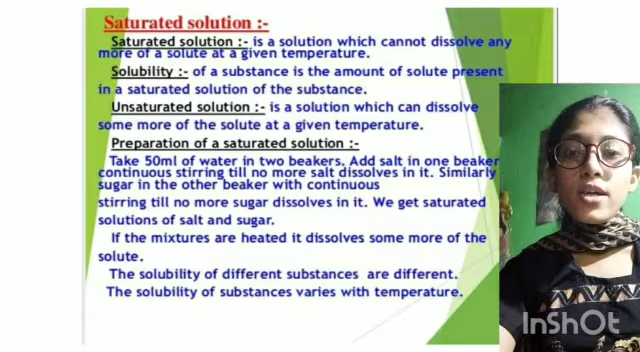 Saturated solution :-
Saturated solution :- is a solution which cannot dissolve any
more of a solute at a given temperature.
Solubility :- of a substance is the amount of solute present
in a saturated solution of the substance.
Unsaturated solution :- is a solution which can dissolve
some more of the solute at a given temperature.
Preparation of a saturated solution :-
Take 50ml of water in two beakers. Add salt in one beaker
continuous stirring till no more salt dissolves in it. Similarly
sugar in the other beaker with continuous
stirring till no more sugar dissolves in it. We get saturated
solutions of salt and sugar.
If the mixtures are heated it dissolves some more of the
solute.
The solubility of different substances are different.
The solubility of substances varies with temperature.
InShOt